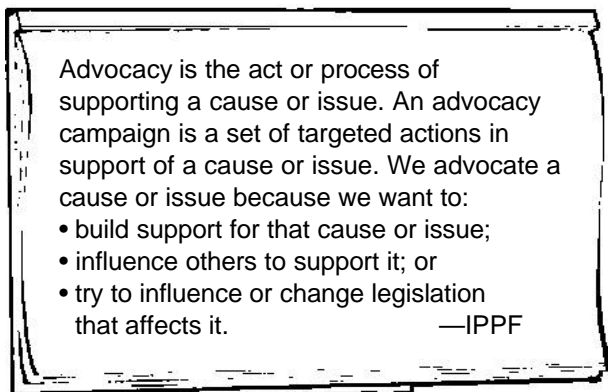 Advocacy is the act or process of
supporting a cause or issue. An advocacy
campaign is a set of targeted actions in
support of a cause or issue. We advocate a
cause or issue because we want to:
• build support for that cause or issue;
• influence others to support it; or
• try to influence or change legislation
that affects it. —IPPF